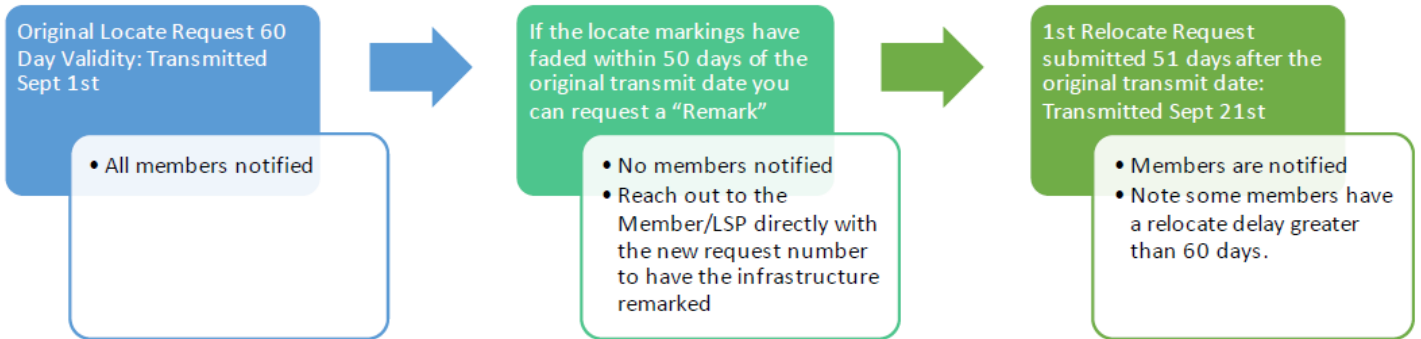 Original Locate Request 60
Day Validity: Transmitted
Sept 1st
• All members notified
If the locate markings have
faded within 50 days of the
original transmit date you
can request a “Remark”
• No members notified
• Reach out to the
Member/LSP directly with
the new request number
to have the infrastructure
remarked
1st Relocate Request
submitted 51 days after the
original transmit date:
Transmitted Sept 21st
• Members are notified
• Note some members have
a relocate delay greater
than 60 days.